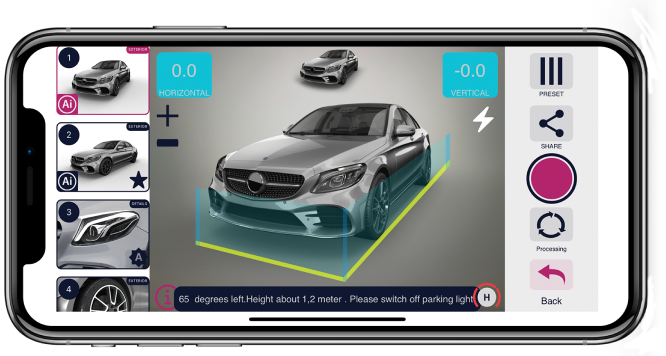 1
EXTERIOR
Ai
2
EXTERIOR
Ai
3
DETAILS
A
4
EXTERIOR
0.0
HORIZONTAL
-0.0
VERTICAL
65 degrees left.Height about 1,2 meter . Please switch off parking light
H
PRESET
SHARE
Processing
Back